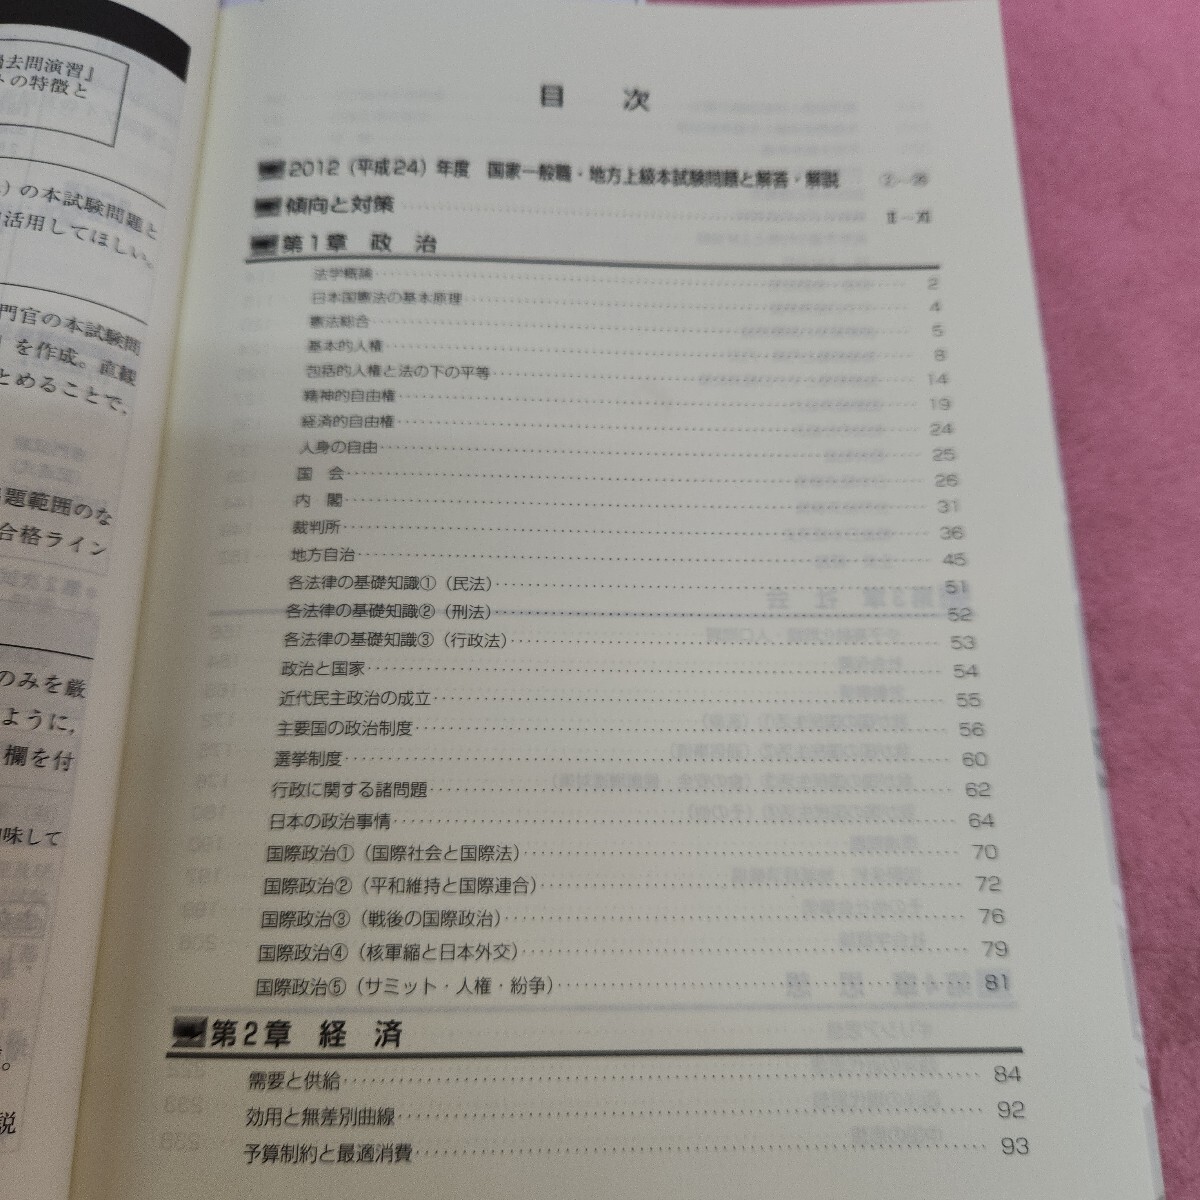 過去問演習』
トの特徴と
)の本試験問題と
活用してほしい。
門官の本試験問
」を作成。直観
とめることで,
題範囲のな
合格ライン
のみを厳
ように,
欄を付
味して
説
目 次
2012(平成24)年度 国家一般職・地方上級本試験問題と解答・解説
傾向と対策
第1章 政 治
法学概論 2
日本国憲法の基本原理 4
憲法総合 5
基本的人権 8
包括的人権と法の下の平等 14
精神的自由権 19
経済的自由権 24
人身の自由 25
国 会 26
内 閣 31
裁判所 36
地方自治 45
各法律の基礎知識①(民法) 51
各法律の基礎知識②(刑法) 52
各法律の基礎知識③(行政法) 53
政治と国家 54
近代民主政治の成立 55
主要国の政治制度 56
選挙制度 60
行政に関する諸問題 62
日本の政治事情 64
国際政治①(国際社会と国際法) 70
国際政治②(平和維持と国際連合) 72
国際政治③(戦後の国際政治) 76
国際政治④(核軍縮と日本外交) 79
国際政治⑤(サミット・人権・紛争) 81
第2章 経 済
需要と供給 84
効用と無差別曲線 92
予算制約と最適消費 93